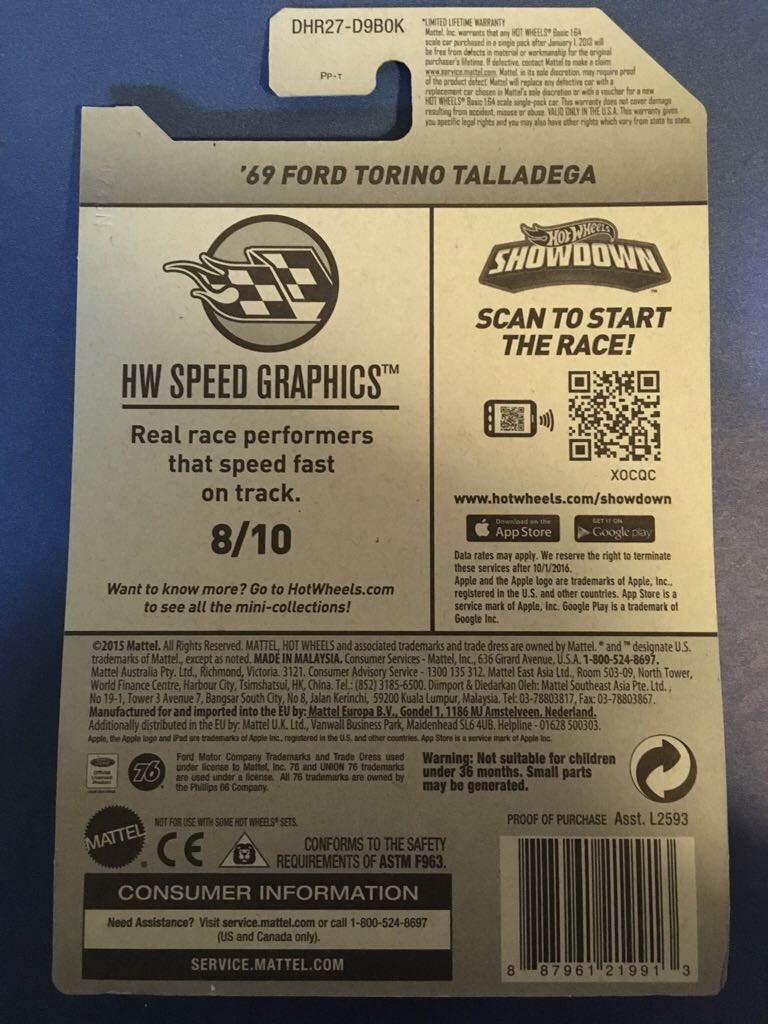 DHR27-D9B0K
PP-T
*LIMITED LIFETIME WARRANTY
Mattel, Inc. warrants that any HOT WHEELS® Basic 1:64
scale car purchased in a single pack after January 1, 2013 will
be free from defects in material or workmanship for the original
purchaser's lifetime. If defective, contact Mattel to make a claim:
www.service.mattel.com. Mattel, in its sole discretion, may require proof
of the product defect. Mattel will replace any defective car with a
replacement car chosen in Mattel's sole discretion or with a voucher for a new
HOT WHEELS® Basic 1:64 scale single-pack car. This warranty does not cover damage
resulting from accident, misuse or abuse. VALID ONLY IN THE U.S.A. This warranty gives
you specific legal rights and you may also have other rights which vary from state to state.
'69 FORD TORINO TALLADEGA
HW SPEED GRAPHICS™
Real race performers
that speed fast
on track.
8/10
Want to know more? Go to HotWheels.com
to see all the mini-collections!
Hot Wheels
SHOWDOWN™
SCAN TO START
THE RACE!
XOCQC
www.hotwheels.com/showdown
Download on the
App Store
GET IT ON
Google play
Data rates may apply. We reserve the right to terminate
these services after 10/1/2016.
Apple and the Apple logo are trademarks of Apple, Inc.,
registered in the U.S. and other countries. App Store is a
service mark of Apple, Inc. Google Play is a trademark of
Google Inc.
©2015 Mattel. All Rights Reserved. MATTEL, HOT WHEELS and associated trademarks and trade dress are owned by Mattel. ® and ™ designate U.S.
trademarks of Mattel., except as noted. MADE IN MALAYSIA. Consumer Services - Mattel, Inc., 636 Girard Avenue, U.S.A. 1-800-524-8697.
Mattel Australia Pty. Ltd., Richmond, Victoria. 3121. Consumer Advisory Service - 1300 135 312. Mattel East Asia Ltd., Room 503-09, North Tower,
World Finance Centre, Harbour City, Tsimshatsui, HK, China. Tel.: (852) 3185-6500. Diimport & Diedarkan Oleh: Mattel Southeast Asia Pte. Ltd.,
No 19-1, Tower 3 Avenue 7, Bangsar South City, No 8, Jalan Kerinchi, 59200 Kuala Lumpur, Malaysia. Tel: 03-78803817, Fax: 03-78803867.
Manufactured for and imported into the EU by: Mattel Europa B.V., Gondel 1, 1186 MJ Amstelveen, Nederland.
Additionally distributed in the EU by: Mattel U.K. Ltd., Vanwall Business Park, Maidenhead SL6 4UB. Helpline - 01628 500303.
Apple, the Apple logo and iPad are trademarks of Apple Inc., registered in the U.S. and other countries. App Store is a service mark of Apple Inc.
Ford
Official
Licensed
Product
76
Ford Motor Company Trademarks and Trade Dress used
under license to Mattel, Inc. 76 and UNION 76 trademarks
are used under a license. All 76 trademarks are owned by
the Phillips 66 Company.
Warning: Not suitable for children
under 36 months. Small parts
may be generated.
MATTEL
NOT FOR USE WITH SOME HOT WHEELS® SETS.
CE
CONFORMS TO THE SAFETY
REQUIREMENTS OF ASTM F963.
PROOF OF PURCHASE Asst. L2593
CONSUMER INFORMATION
Need Assistance? Visit service.mattel.com or call 1-800-524-8697
(US and Canada only).
SERVICE.MATTEL.COM
8 87961 21991 3